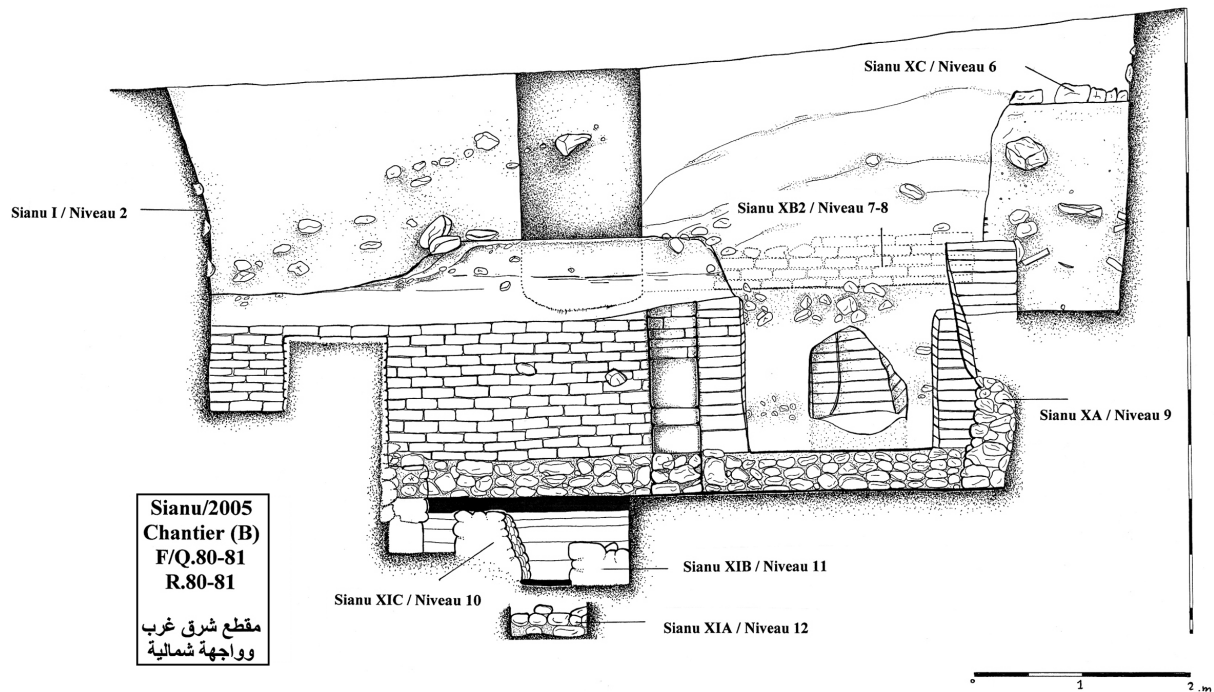 Sianu XC / Niveau 6
Sianu I / Niveau 2
Sianu XB2 / Niveau 7-8
Sianu XA / Niveau 9
Sianu/2005
Chantier (B)
F/Q.80-81
R.80-81
مقطع شرق غرب
وواجهة شمالية
Sianu XIB / Niveau 11
Sianu XIC / Niveau 10
Sianu XIA / Niveau 12
0 1 2 .m